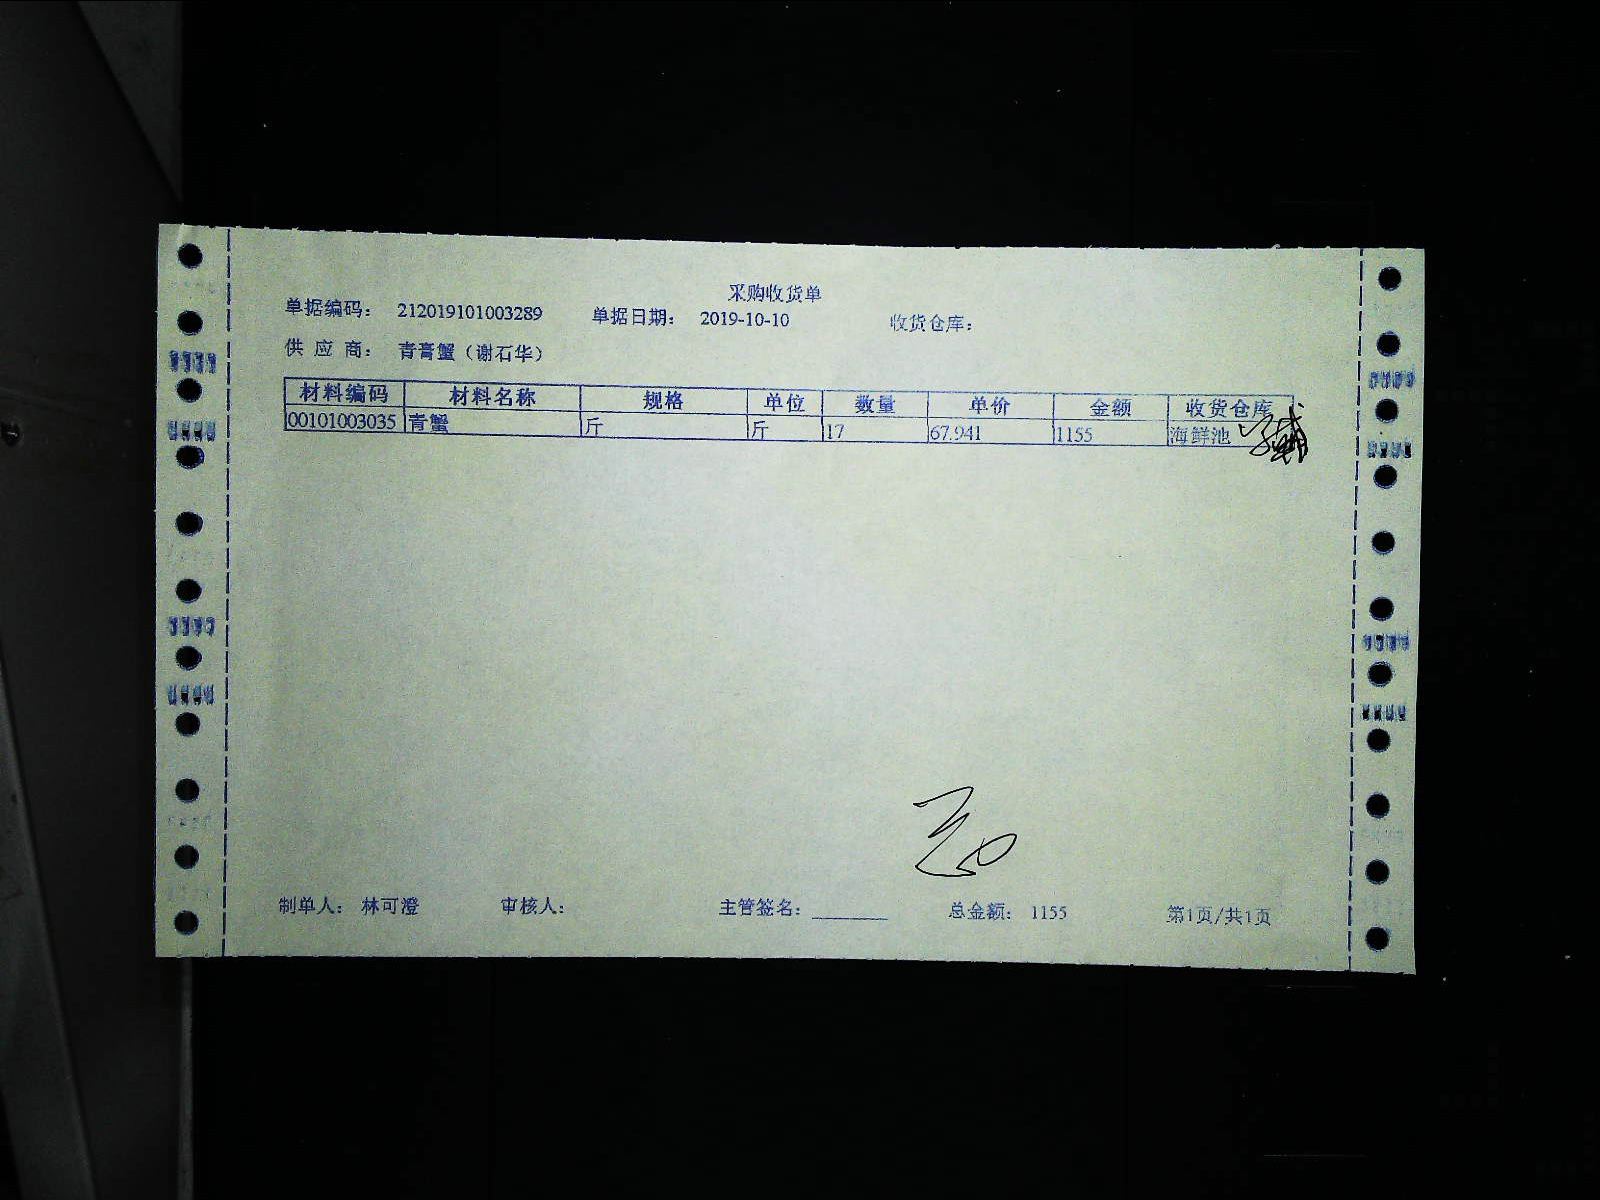 采购收货单
单据编码： 212019101003289 单据日期： 2019-10-10 收货仓库：
供 应 商： 青膏蟹（谢石华）
材料编码 材料名称 规格 单位 数量 单价 金额 收货仓库
00101003035 青蟹 斤 斤 17 67.941 1155 海鲜池
制单人： 林可澄 审核人： 主管签名： ________ 总金额： 1155 第1页/共1页